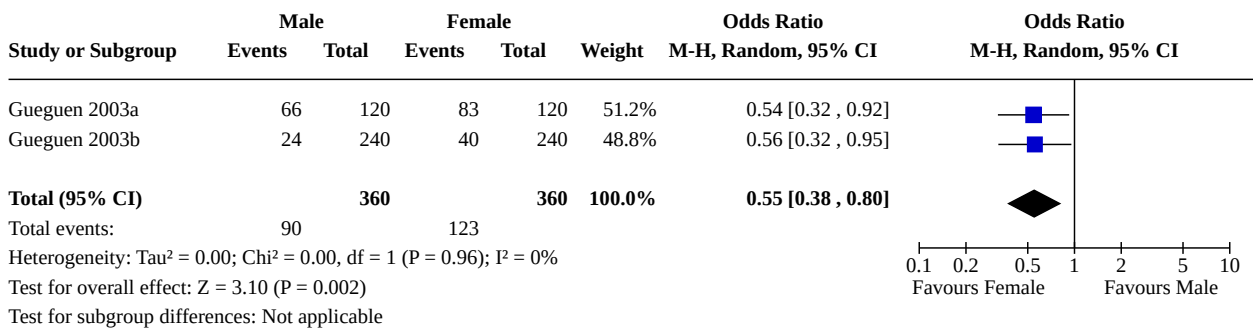 Male Female Odds Ratio Odds Ratio
Study or Subgroup Events Total Events Total Weight M-H, Random, 95% CI M-H, Random, 95% CI
Gueguen 2003a 66 120 83 120 51.2% 0.54 [0.32 , 0.92]
Gueguen 2003b 24 240 40 240 48.8% 0.56 [0.32 , 0.95]
Total (95% CI) 360 360 100.0% 0.55 [0.38 , 0.80]
Total events: 90 123
Heterogeneity: Tau² = 0.00; Chi² = 0.00, df = 1 (P = 0.96); I² = 0%
0.1 0.2 0.5 1 2 5 10
Test for overall effect: Z = 3.10 (P = 0.002)
Favours Female Favours Male
Test for subgroup differences: Not applicable